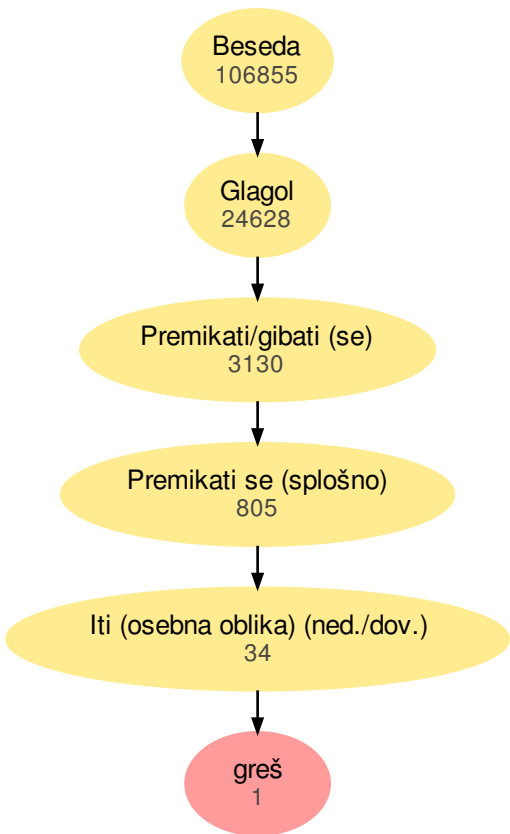 Beseda
106855
Glagol
24628
Premikati/gibati (se)
3130
Premikati se (splošno)
805
Iti (osebna oblika) (ned./dov.)
34
greš
1